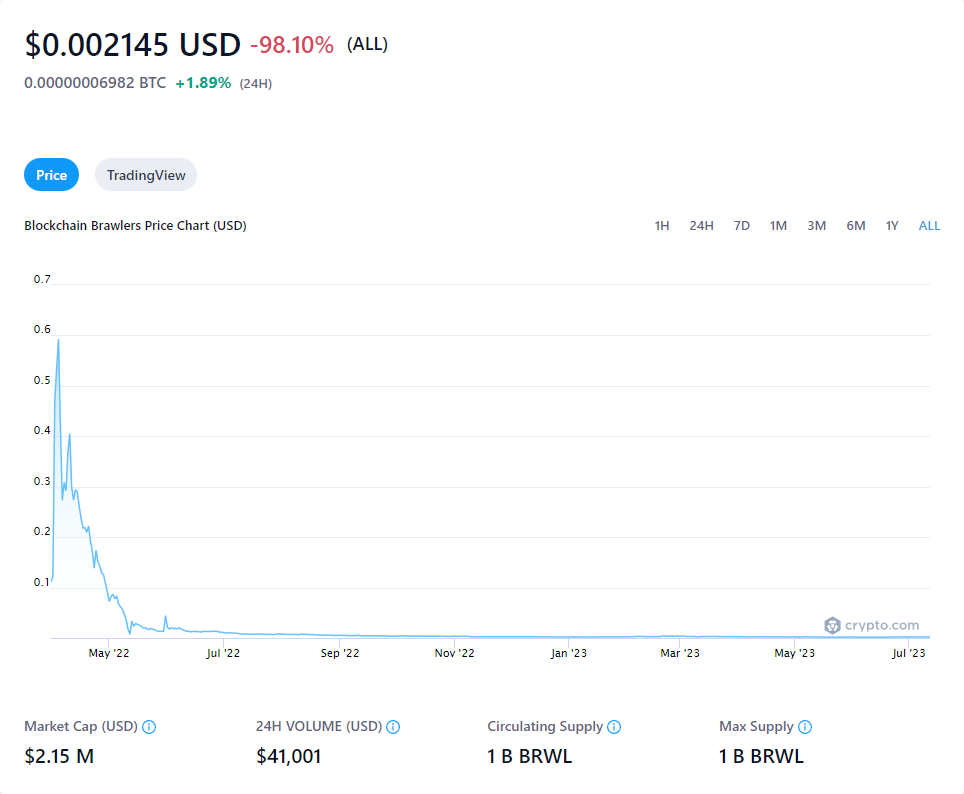 $0.002145 USD -98.10% (ALL)
0.00000006982 BTC +1.89% (24H)
Price TradingView
Blockchain Brawlers Price Chart (USD) 1H 24H 7D 1M 3M 6M 1Y ALL
0.7
0.6
0.5
0.4
0.3
0.2
0.1
crypto.com
May '22 Jul '22 Sep '22 Nov '22 Jan '23 Mar '23 May '23 Jul '23
Market Cap (USD) 24H VOLUME (USD) Circulating Supply Max Supply
$2.15 M $41,001 1 B BRWL 1 B BRWL